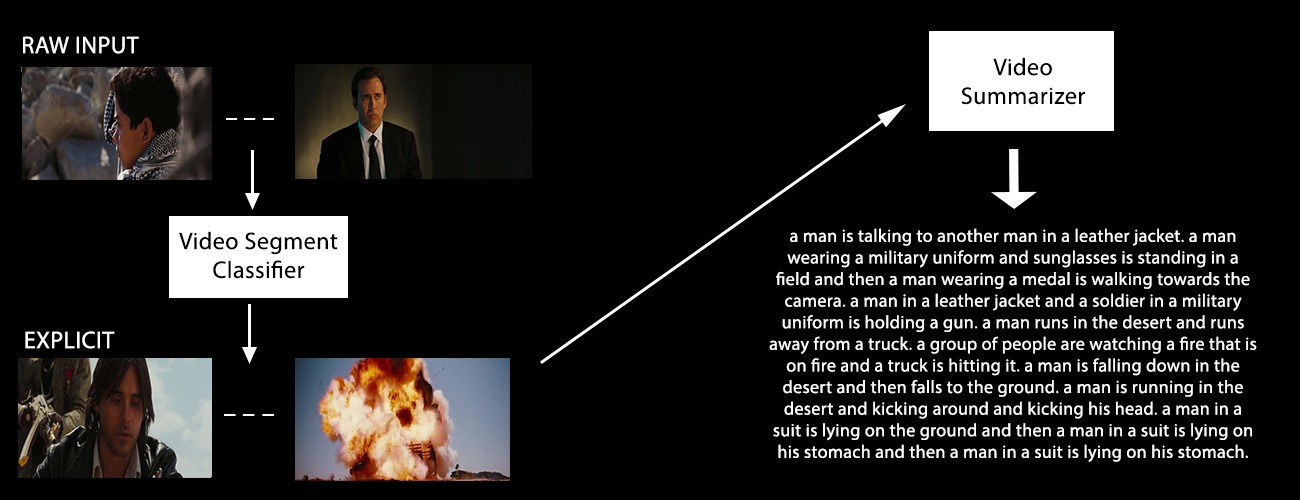 RAW INPUT
Video Segment
Classifier
EXPLICIT
Video
Summarizer
a man is talking to another man in a leather jacket. a man
wearing a military uniform and sunglasses is standing in a
field and then a man wearing a medal is walking towards the
camera. a man in a leather jacket and a soldier in a military
uniform is holding a gun. a man runs in the desert and runs
away from a truck. a group of people are watching a fire that is
on fire and a truck is hitting it. a man is falling down in the
desert and then falls to the ground. a man is running in the
desert and kicking around and kicking his head. a man in a
suit is lying on the ground and then a man in a suit is lying on
his stomach and then a man in a suit is lying on his stomach.